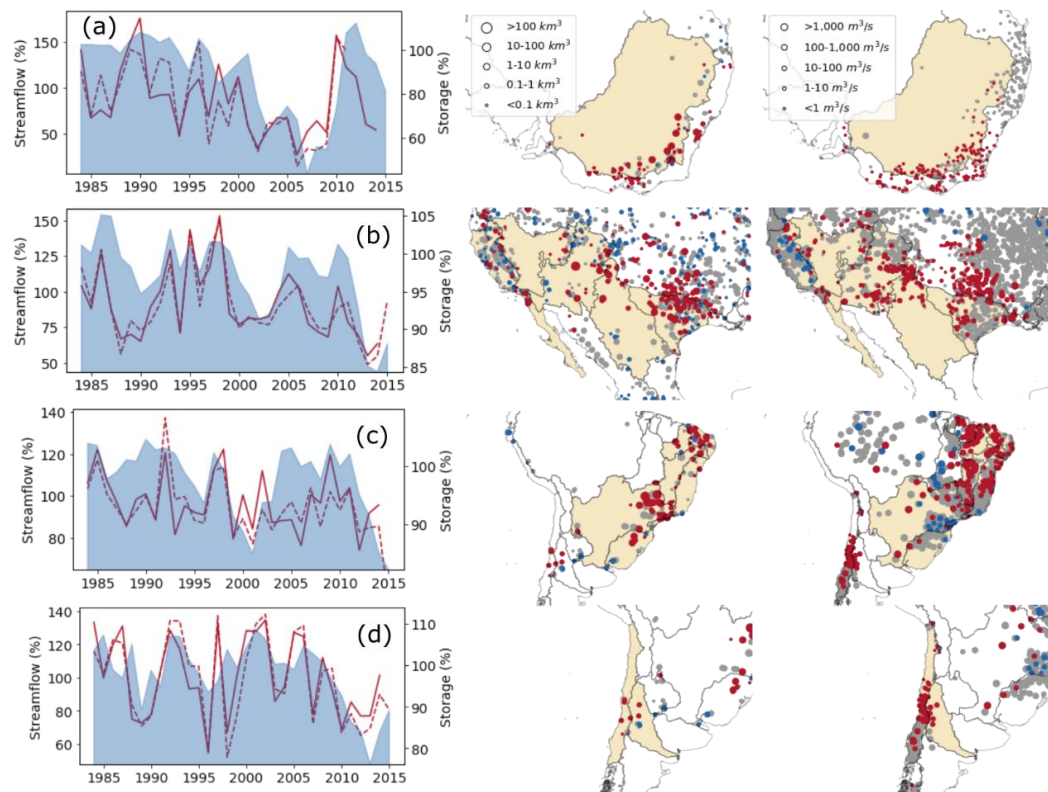 (a)
Streamflow (%)
150
100
50
100
80
60
Storage (%)
1985 1990 1995 2000 2005 2010 2015
>100 km³
10-100 km³
1-10 km³
0.1-1 km³
<0.1 km³
>1,000 m³/s
100-1,000 m³/s
10-100 m³/s
1-10 m³/s
<1 m³/s
(b)
Streamflow (%)
150
125
100
75
50
105
100
95
90
85
Storage (%)
1985 1990 1995 2000 2005 2010 2015
(c)
Streamflow (%)
140
120
100
80
100
90
Storage (%)
1985 1990 1995 2000 2005 2010 2015
(d)
Streamflow (%)
140
120
100
80
60
110
100
90
80
Storage (%)
1985 1990 1995 2000 2005 2010 2015